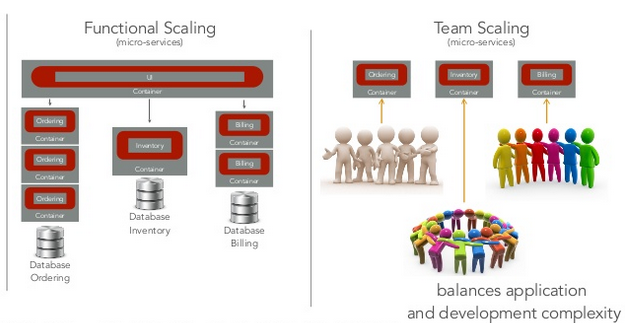 Functional Scaling
(micro-services)
UI
Container
Ordering
Container
Ordering
Container
Ordering
Container
Database
Ordering
Inventory
Container
Database
Inventory
Billing
Container
Billing
Container
Database
Billing
Team Scaling
(micro-services)
Ordering
Container
Inventory
Container
Billing
Container
balances application
and development complexity